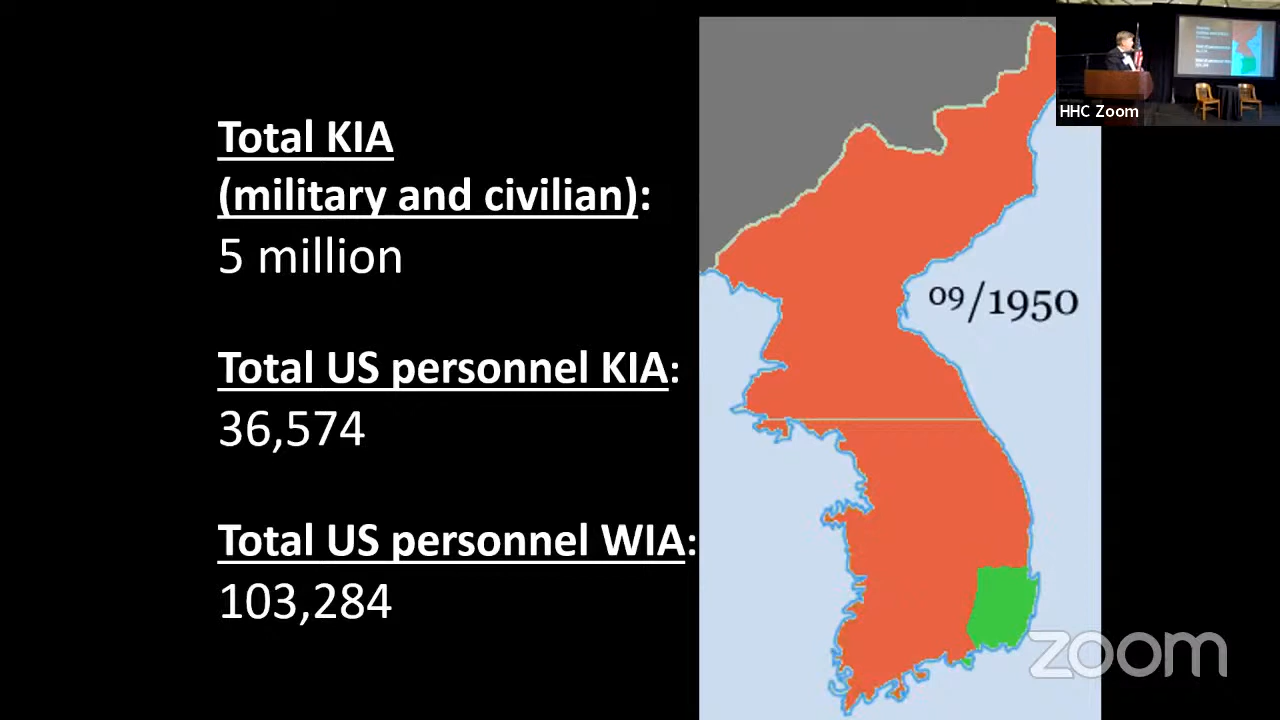 Total KIA
(military and civilian):
5 million
Total US personnel KIA:
36,574
Total US personnel WIA:
103,284
09/1950
HHC Zoom
zoom